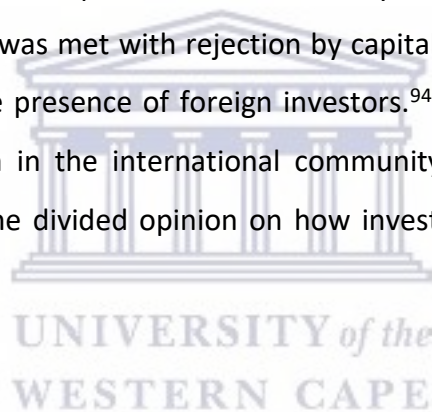 was met with rejection by capita
e presence of foreign investors.⁹⁴
in the international community
ne divided opinion on how invest
UNIVERSITY of the
WESTERN CAPE